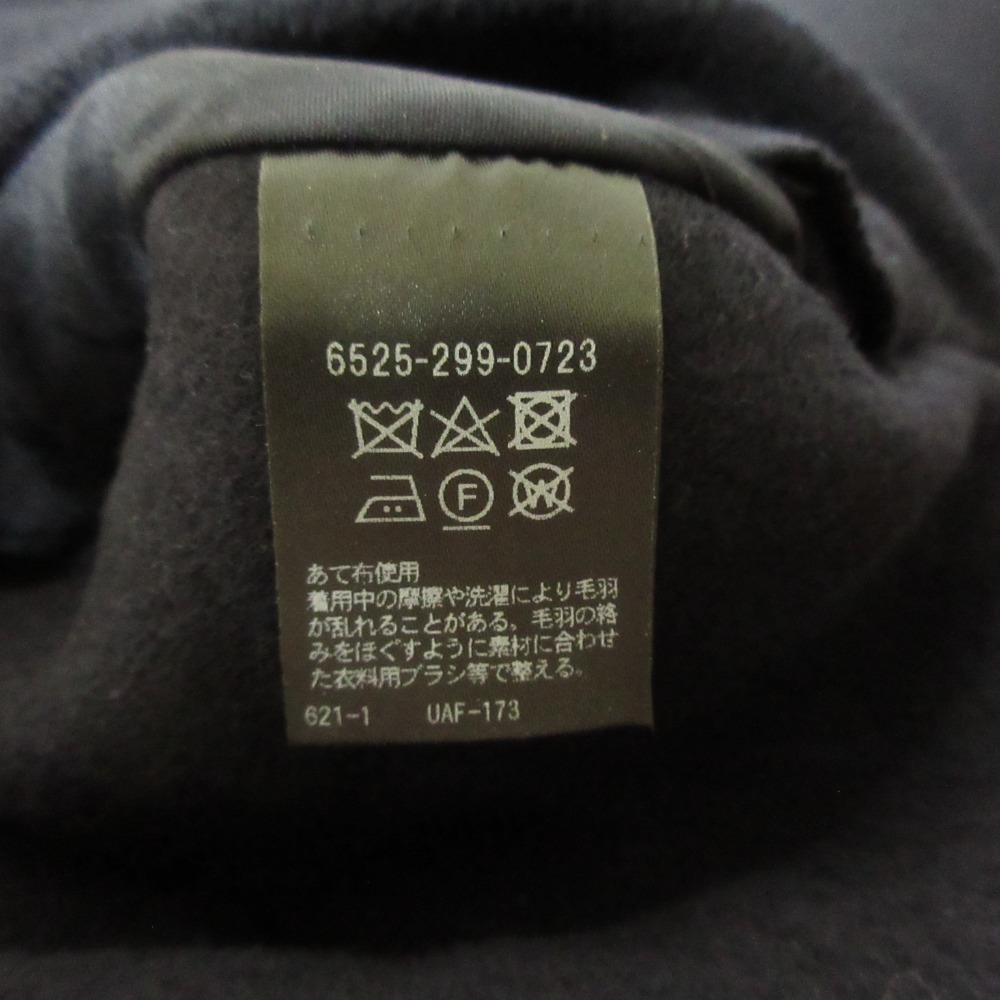 6525-299-0723
F
W
あて布使用
着用中の摩擦や洗濯により毛羽
が乱れることがある。毛羽の絡
みをほぐすように素材に合わせ
た衣料用ブラシ等で整える。
621-1 UAF-173